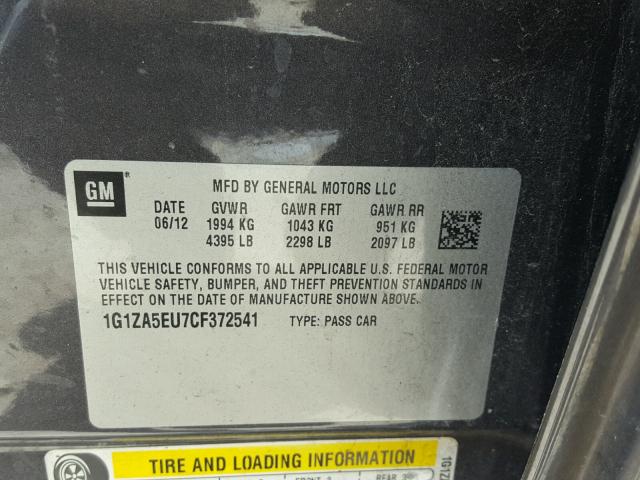 GM
®
MFD BY GENERAL MOTORS LLC
DATE GVWR GAWR FRT GAWR RR
06/12 1994 KG 1043 KG 951 KG
4395 LB 2298 LB 2097 LB
THIS VEHICLE CONFORMS TO ALL APPLICABLE U.S. FEDERAL MOTOR
VEHICLE SAFETY, BUMPER, AND THEFT PREVENTION STANDARDS IN
EFFECT ON THE DATE OF MANUFACTURE SHOWN ABOVE.
1G1ZA5EU7CF372541 TYPE: PASS CAR
TIRE AND LOADING INFORMATION
REAR
1G1Z